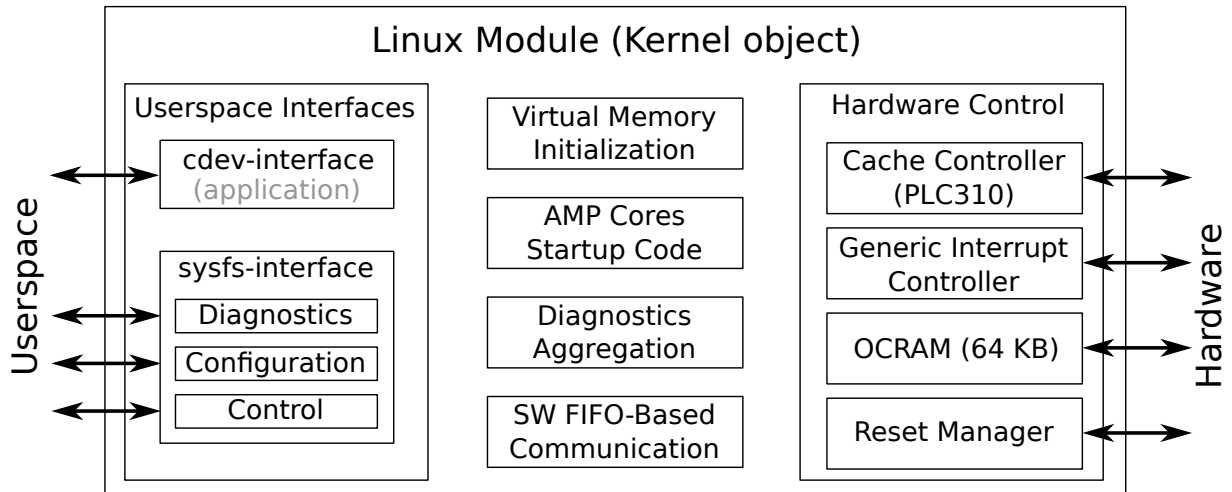 Linux Module (Kernel object)
Userspace
Userspace Interfaces
cdev-interface
(application)
sysfs-interface
Diagnostics
Configuration
Control
Virtual Memory
Initialization
AMP Cores
Startup Code
Diagnostics
Aggregation
SW FIFO-Based
Communication
Hardware Control
Cache Controller
(PLC310)
Generic Interrupt
Controller
OCRAM (64 KB)
Reset Manager
Hardware